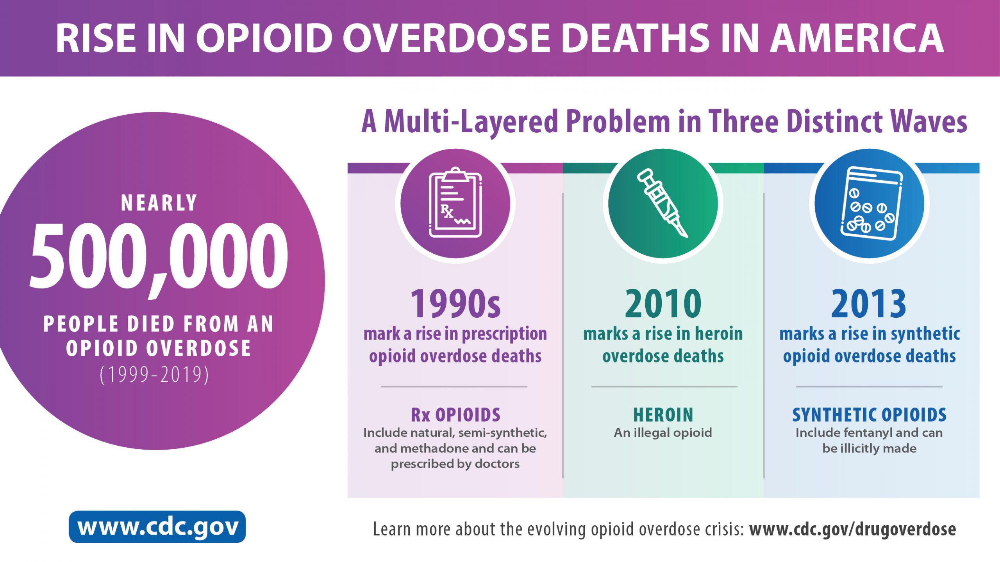 RISE IN OPIOID OVERDOSE DEATHS IN AMERICA
NEARLY
500,000
PEOPLE DIED FROM AN
OPIOID OVERDOSE
(1999-2019)
www.cdc.gov
A Multi-Layered Problem in Three Distinct Waves
Rx
1990s
mark a rise in prescription
opioid overdose deaths
Rx OPIOIDS
Include natural, semi-synthetic,
and methadone and can be
prescribed by doctors
2010
marks a rise in heroin
overdose deaths
HEROIN
An illegal opioid
2013
marks a rise in synthetic
opioid overdose deaths
SYNTHETIC OPIOIDS
Include fentanyl and can
be illicitly made
Learn more about the evolving opioid overdose crisis: www.cdc.gov/drugoverdose